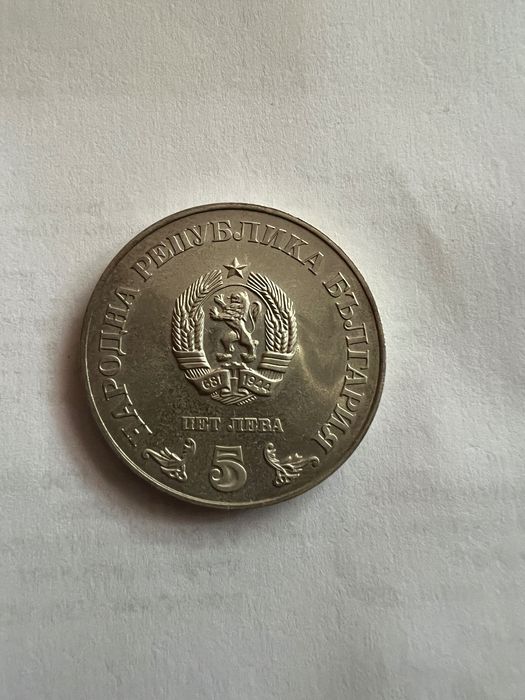 НАРОДНА РЕПУБЛИКА БЪЛГАРИЯ
681 1944
ПЕТ ЛЕВА
5